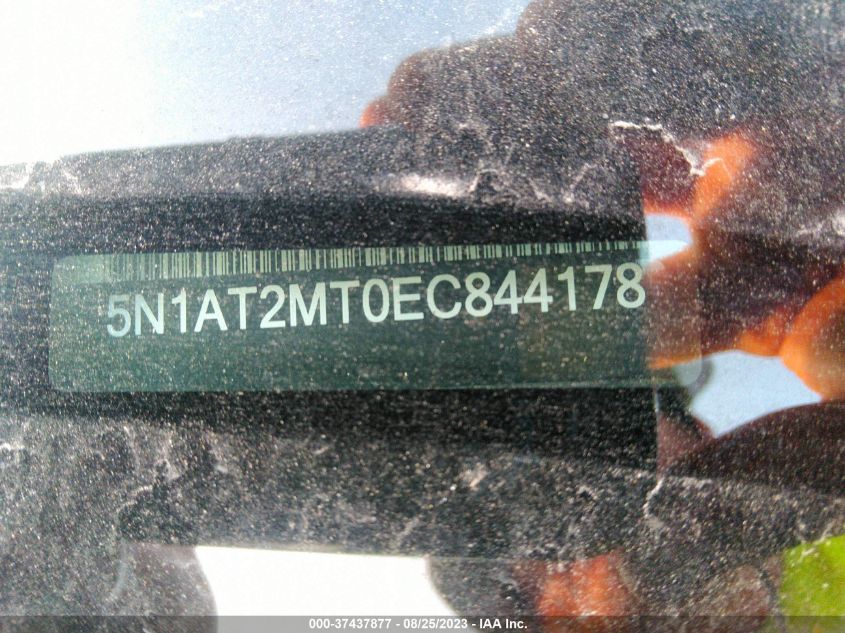 5N1AT2MT0EC844178
000-37437877 - 08/25/2023 - IAA Inc.